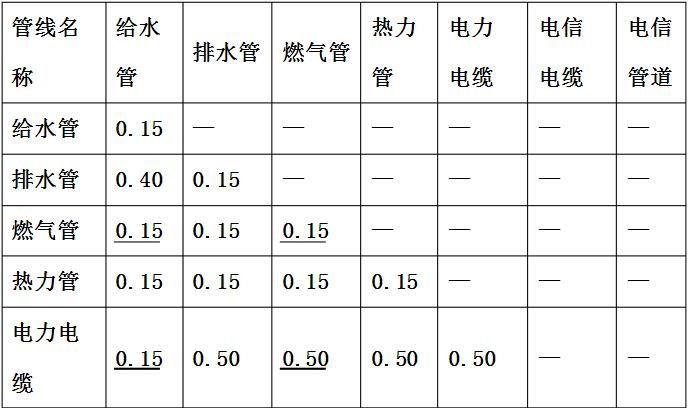 管线名称 给水管 排水管 燃气管 热力管 电力电缆 电信电缆 电信管道
给水管 0.15 — — — — — —
排水管 0.40 0.15 — — — — —
燃气管 0.15 0.15 0.15 — — — —
热力管 0.15 0.15 0.15 0.15 — — —
电力电缆 0.15 0.50 0.50 0.50 0.50 — —